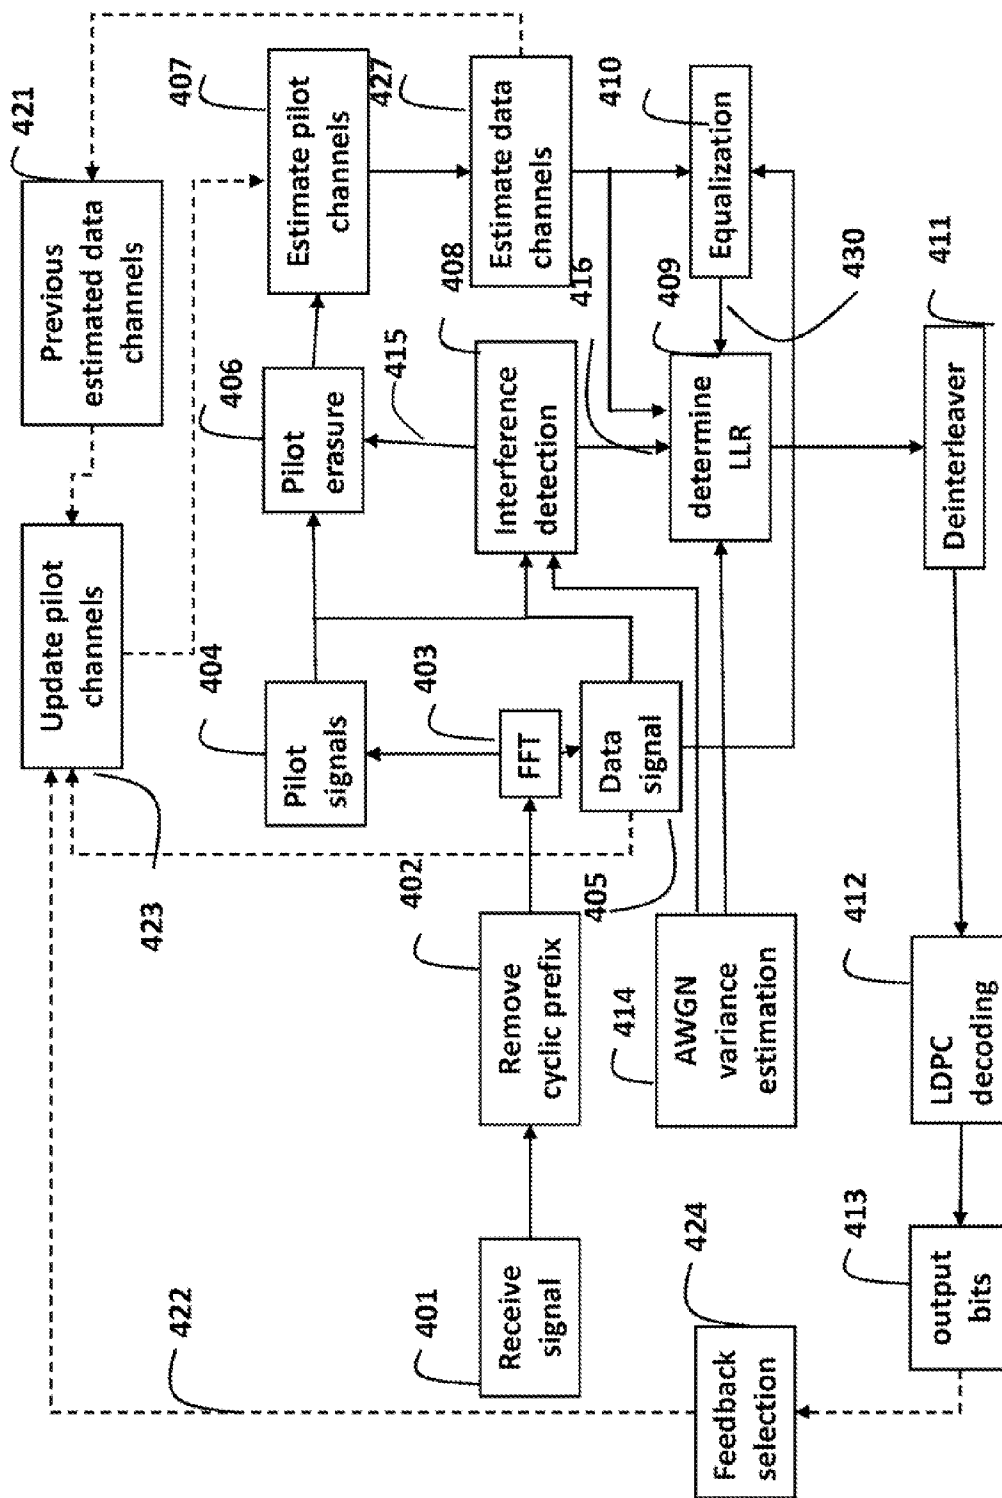 421
Previous
estimated data
channels
Update pilot
channels
423
422
407
Estimate pilot
channels
406
Pilot
erasure
415
404
Pilot
signals
427
Estimate data
channels
408
Interference
detection
416
403
FFT
Data
signal
405
402
Remove
cyclic prefix
401
Receive
signal
410
Equalization
409
determine
LLR
430
414
AWGN
variance
estimation
424
Feedback
selection
411
Deinterleaver
412
LDPC
decoding
413
output
bits